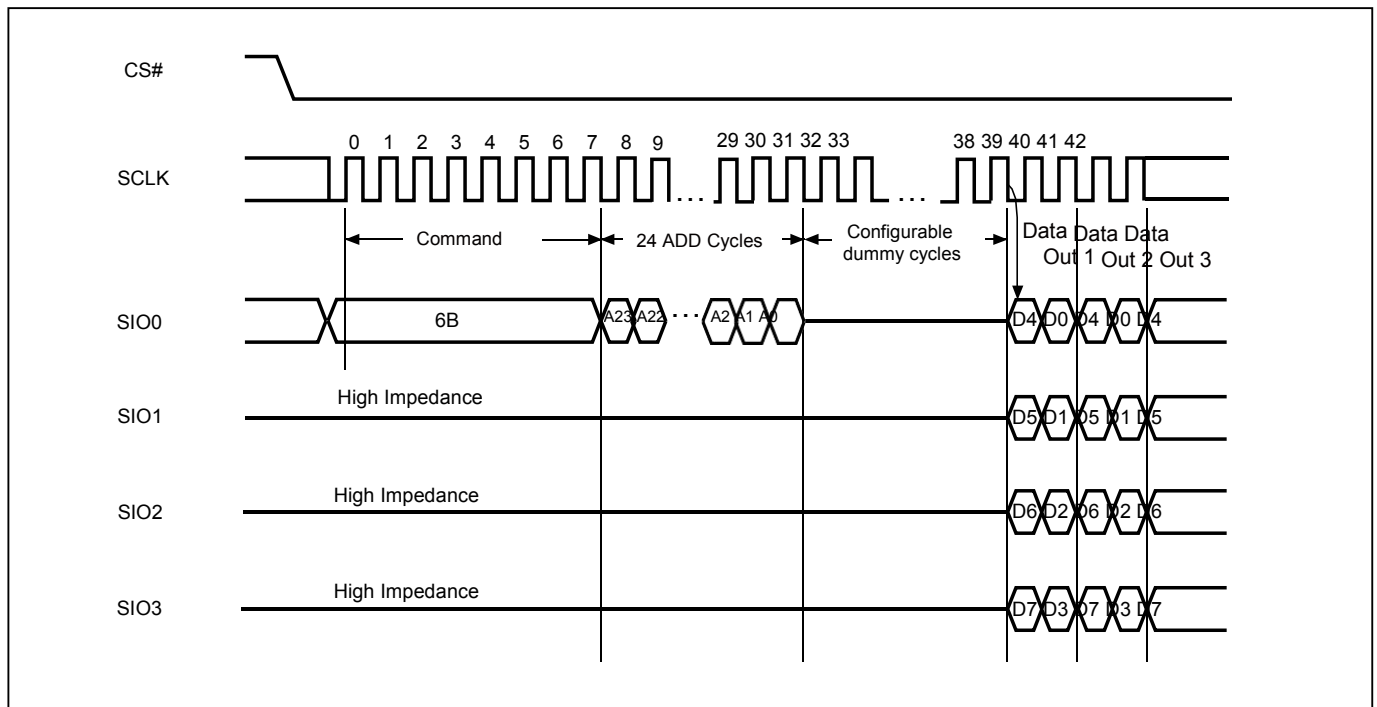 CS#
0 1 2 3 4 5 6 7 8 9 29 30 31 32 33 38 39 40 41 42
SCLK
Command
24 ADD Cycles
Configurable
dummy cycles
Data Data Data
Out 1 Out 2 Out 3
SIO0
6B
A23 A22 ... A2 A1 A0
D4 D0 D4 D0 D4
High Impedance
SIO1
D5 D1 D5 D1 D5
High Impedance
SIO2
D6 D2 D6 D2 D6
High Impedance
SIO3
D7 D3 D7 D3 D7